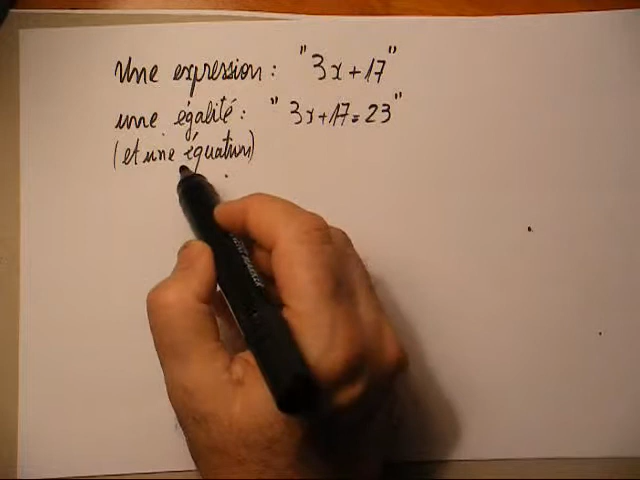 Une expression : "3x+17"
une égalité : "3x+17=23"
(et une équation)